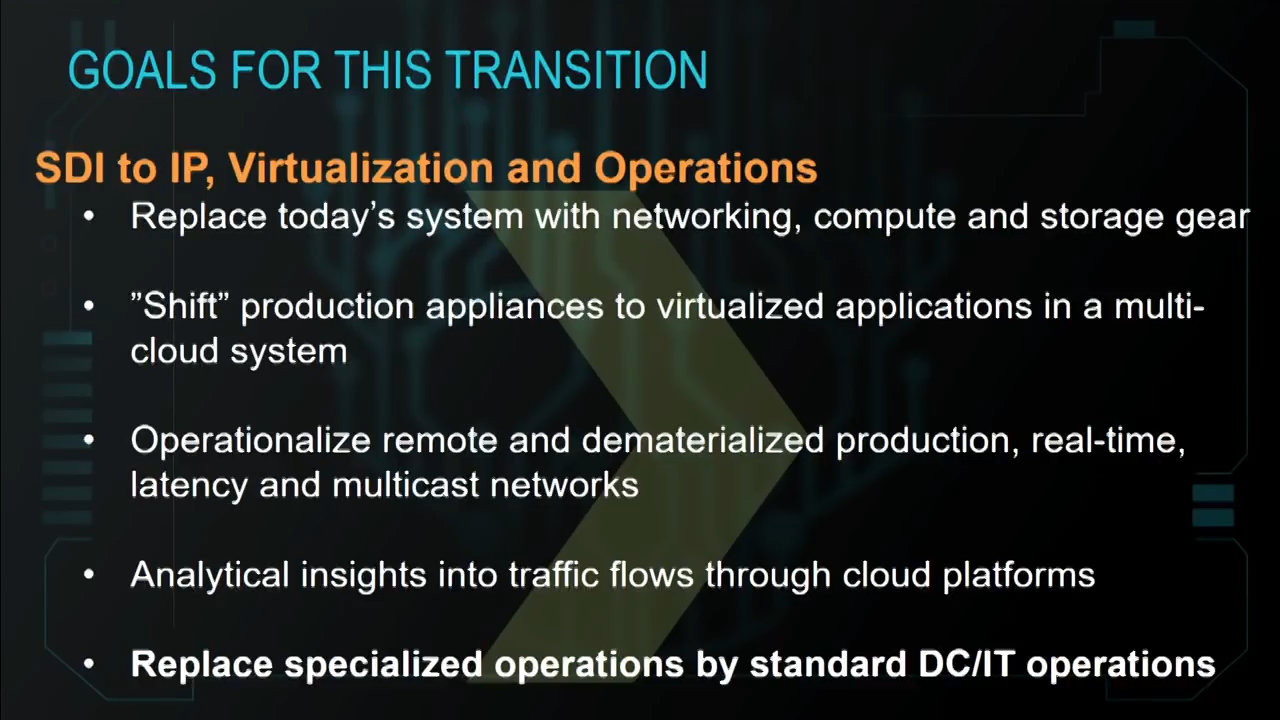 GOALS FOR THIS TRANSITION
SDI to IP, Virtualization and Operations
• Replace today’s system with networking, compute and storage gear
• ”Shift” production appliances to virtualized applications in a multi-
cloud system
• Operationalize remote and dematerialized production, real-time,
latency and multicast networks
• Analytical insights into traffic flows through cloud platforms
• Replace specialized operations by standard DC/IT operations